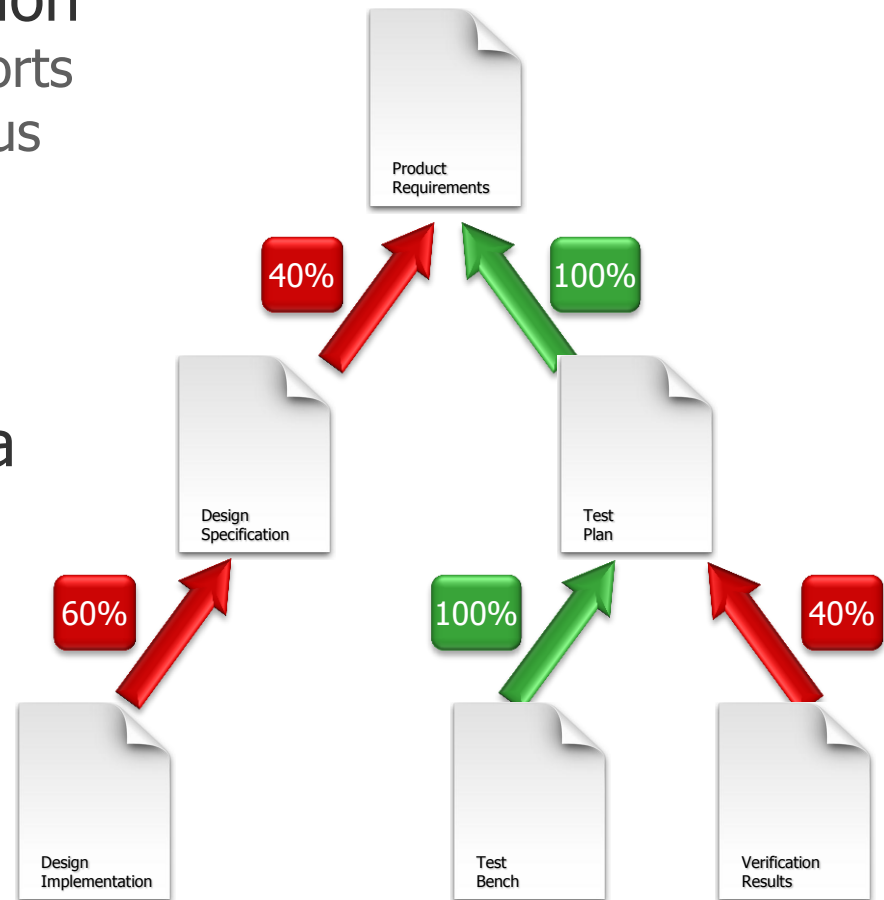 Product
Requirements
40%
100%
Design
Specification
Test
Plan
60%
100%
40%
Design
Implementation
Test
Bench
Verification
Results